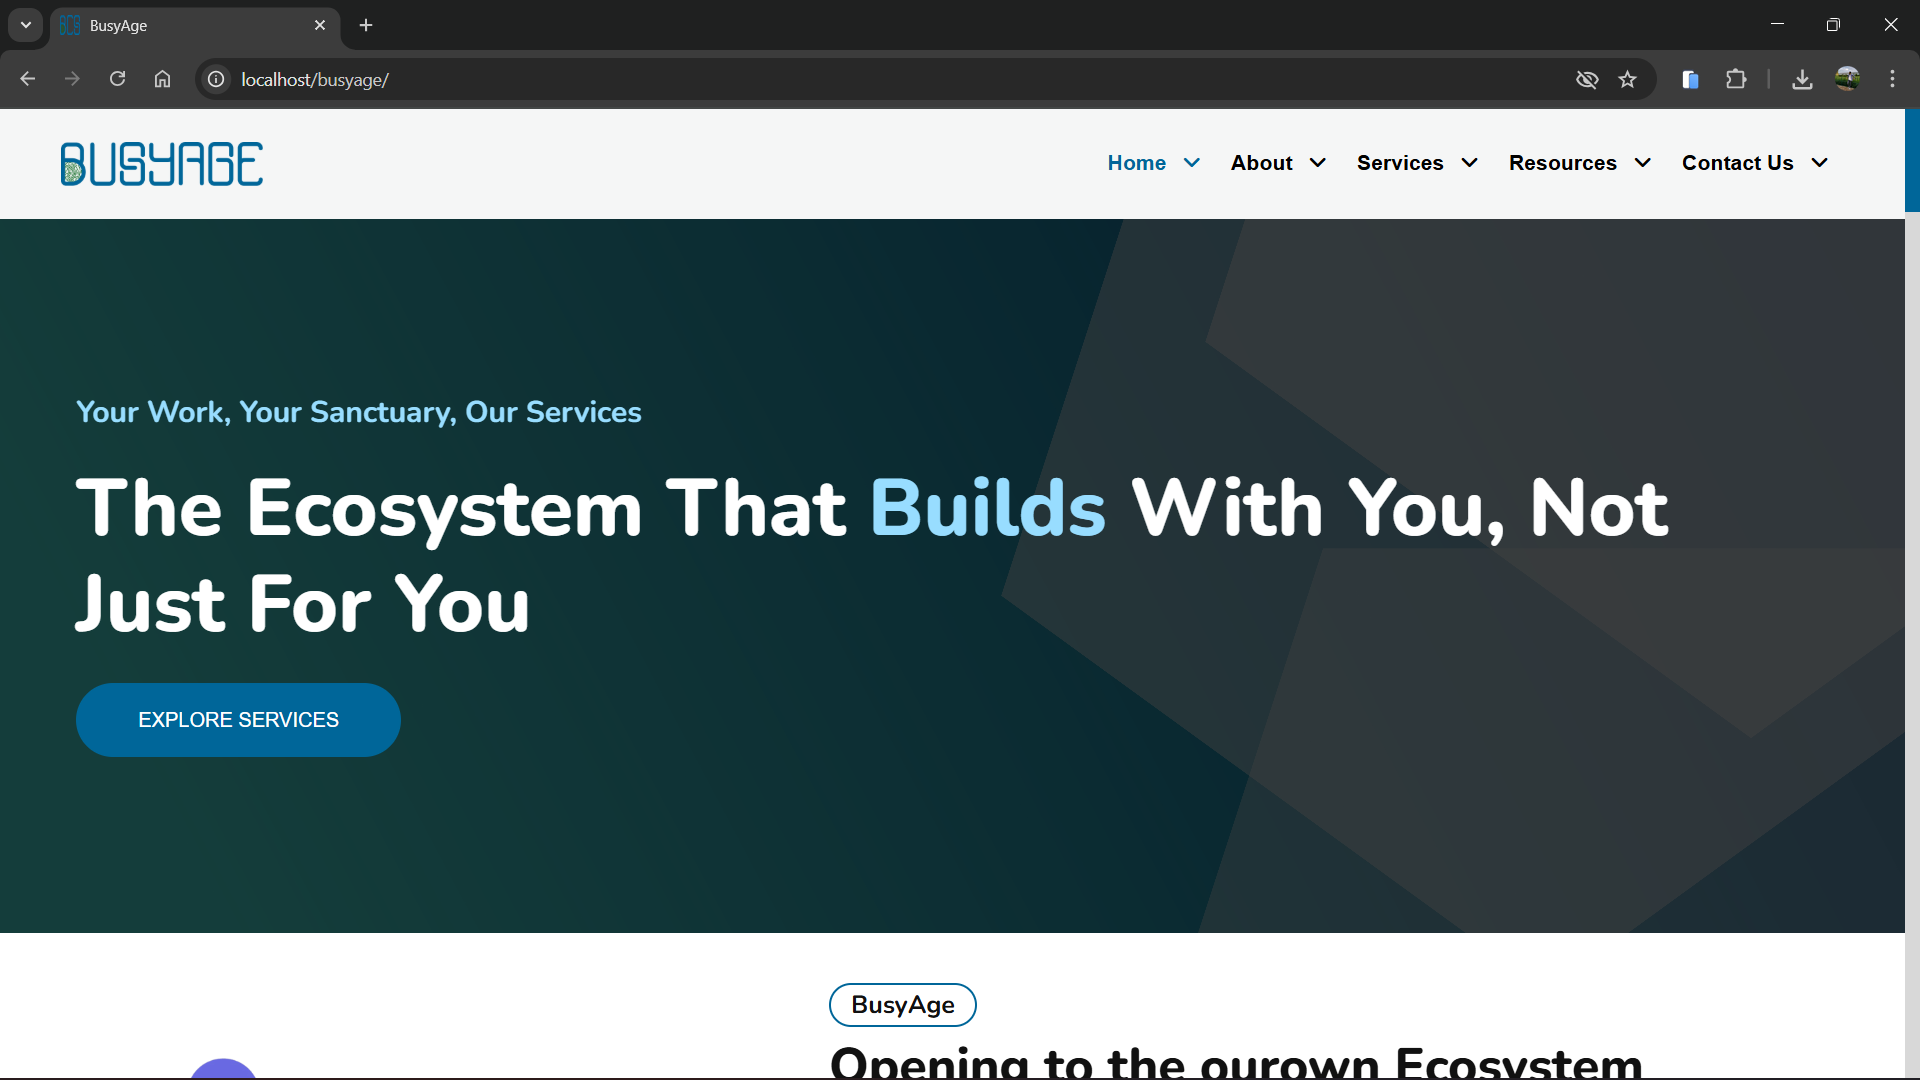 BusyAge
localhost/busyage/
BUSYAGE
Home
About
Services
Resources
Contact Us
Your Work, Your Sanctuary, Our Services
The Ecosystem That Builds With You, Not
Just For You
EXPLORE SERVICES
BusyAge
Opening to the ourown Ecosystem